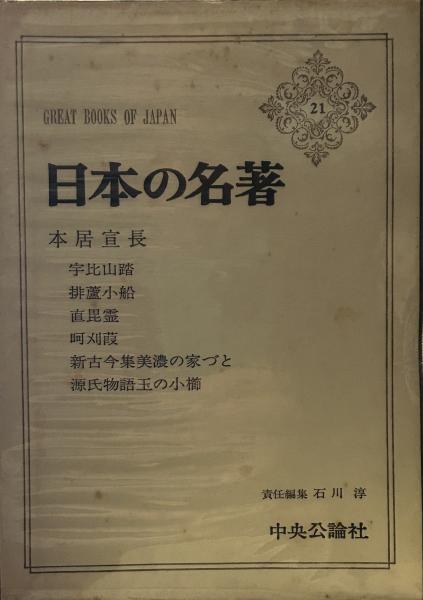 GREAT BOOKS OF JAPAN
21
日本の名著
本居宣長
宇比山踏
排蘆小船
直毘霊
呵刈葭
新古今集美濃の家づと
源氏物語玉の小櫛
責任編集 石川淳
中央公論社